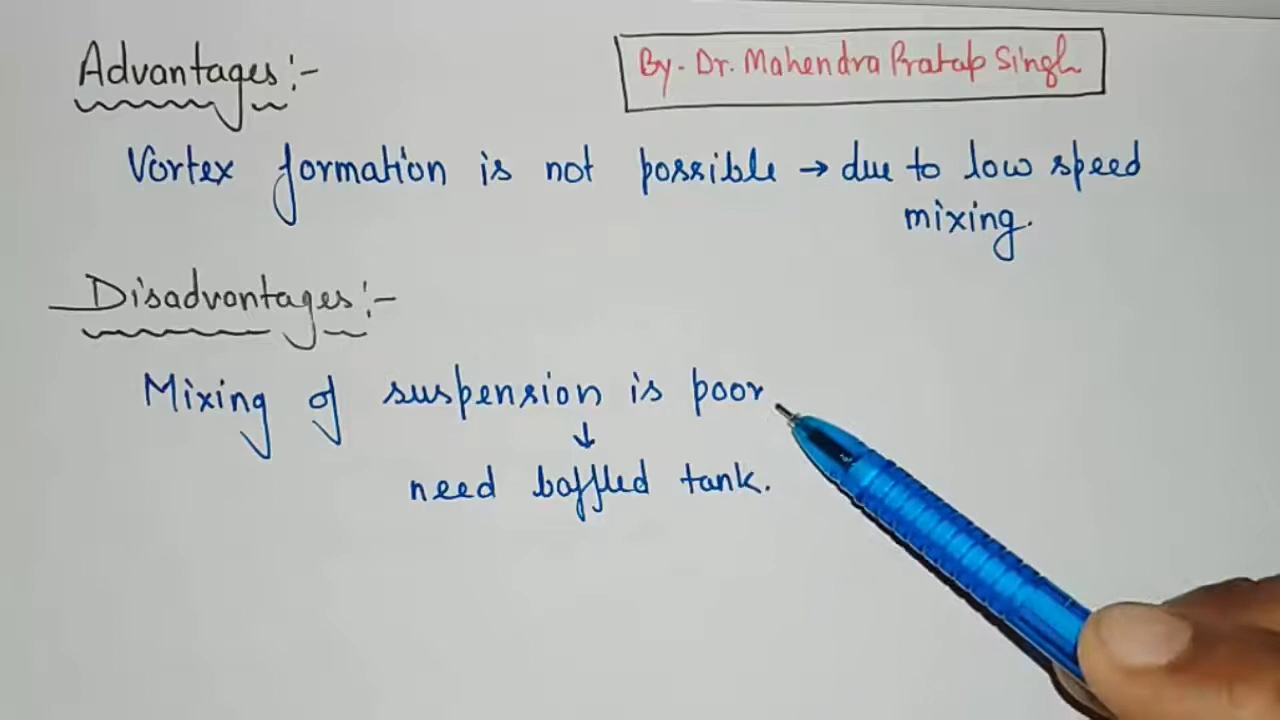 Advantages:-
By- Dr. Mahendra Pratap Singh
Vortex formation is not possible → due to low speed
mixing.
Disadvantages:-
Mixing of suspension is poor
↓
need baffled tank.